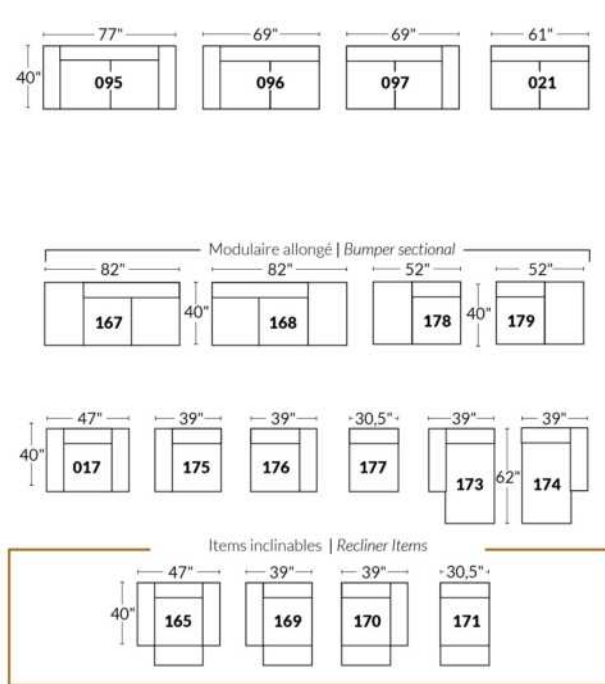 77" 69" 69" 61"
40" 095 096 097 021
Modulaire allongé | Bumper sectional
82" 82" 52" 52"
167 40" 168 178 40" 179
47" 39" 39" 30,5" 39" 39"
40" 017 175 176 177 173 62" 174
Items inclinables | Recliner Items
47" 39" 39" 30,5"
40" 165 169 170 171